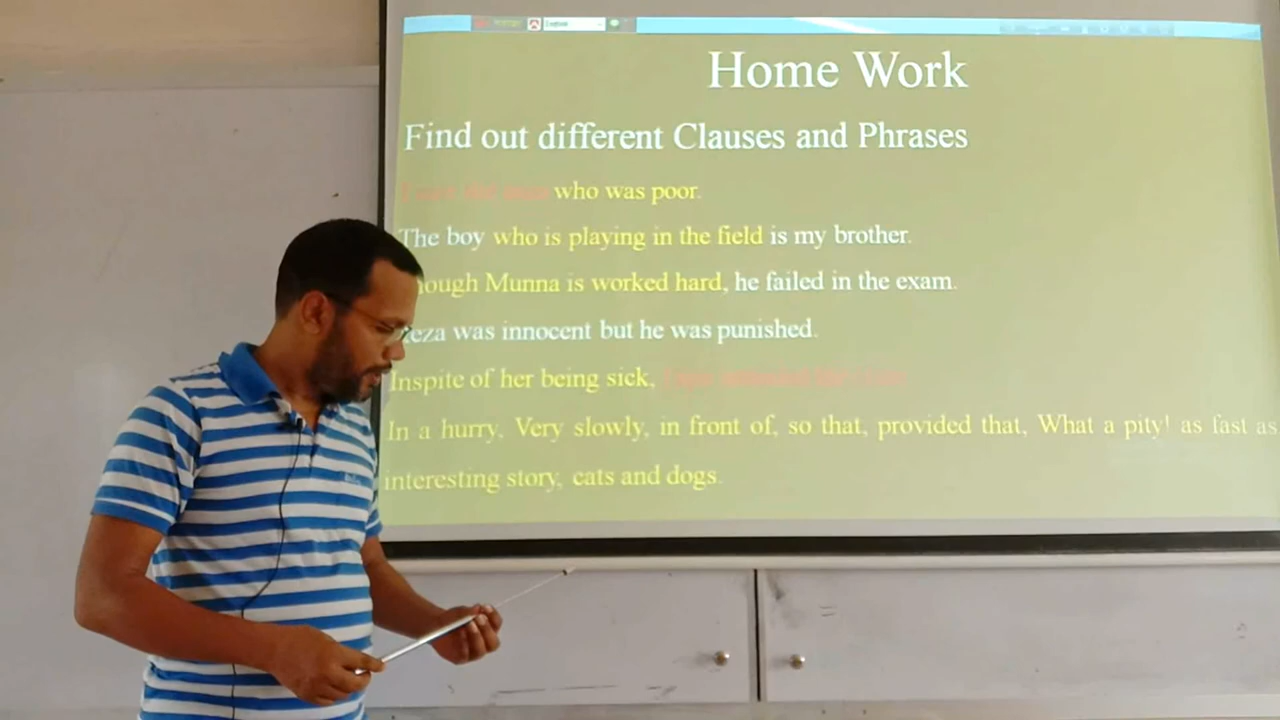 Home Work
Find out different Clauses and Phrases
who was poor.
The boy who is playing in the field is my brother.
Munna is worked hard, he failed in the exam.
was innocent but he was punished.
Inspite of her being sick,
In a hurry, Very slowly, in front of, so that, provided that, What a pity! as fast as
interesting story, cats and dogs.